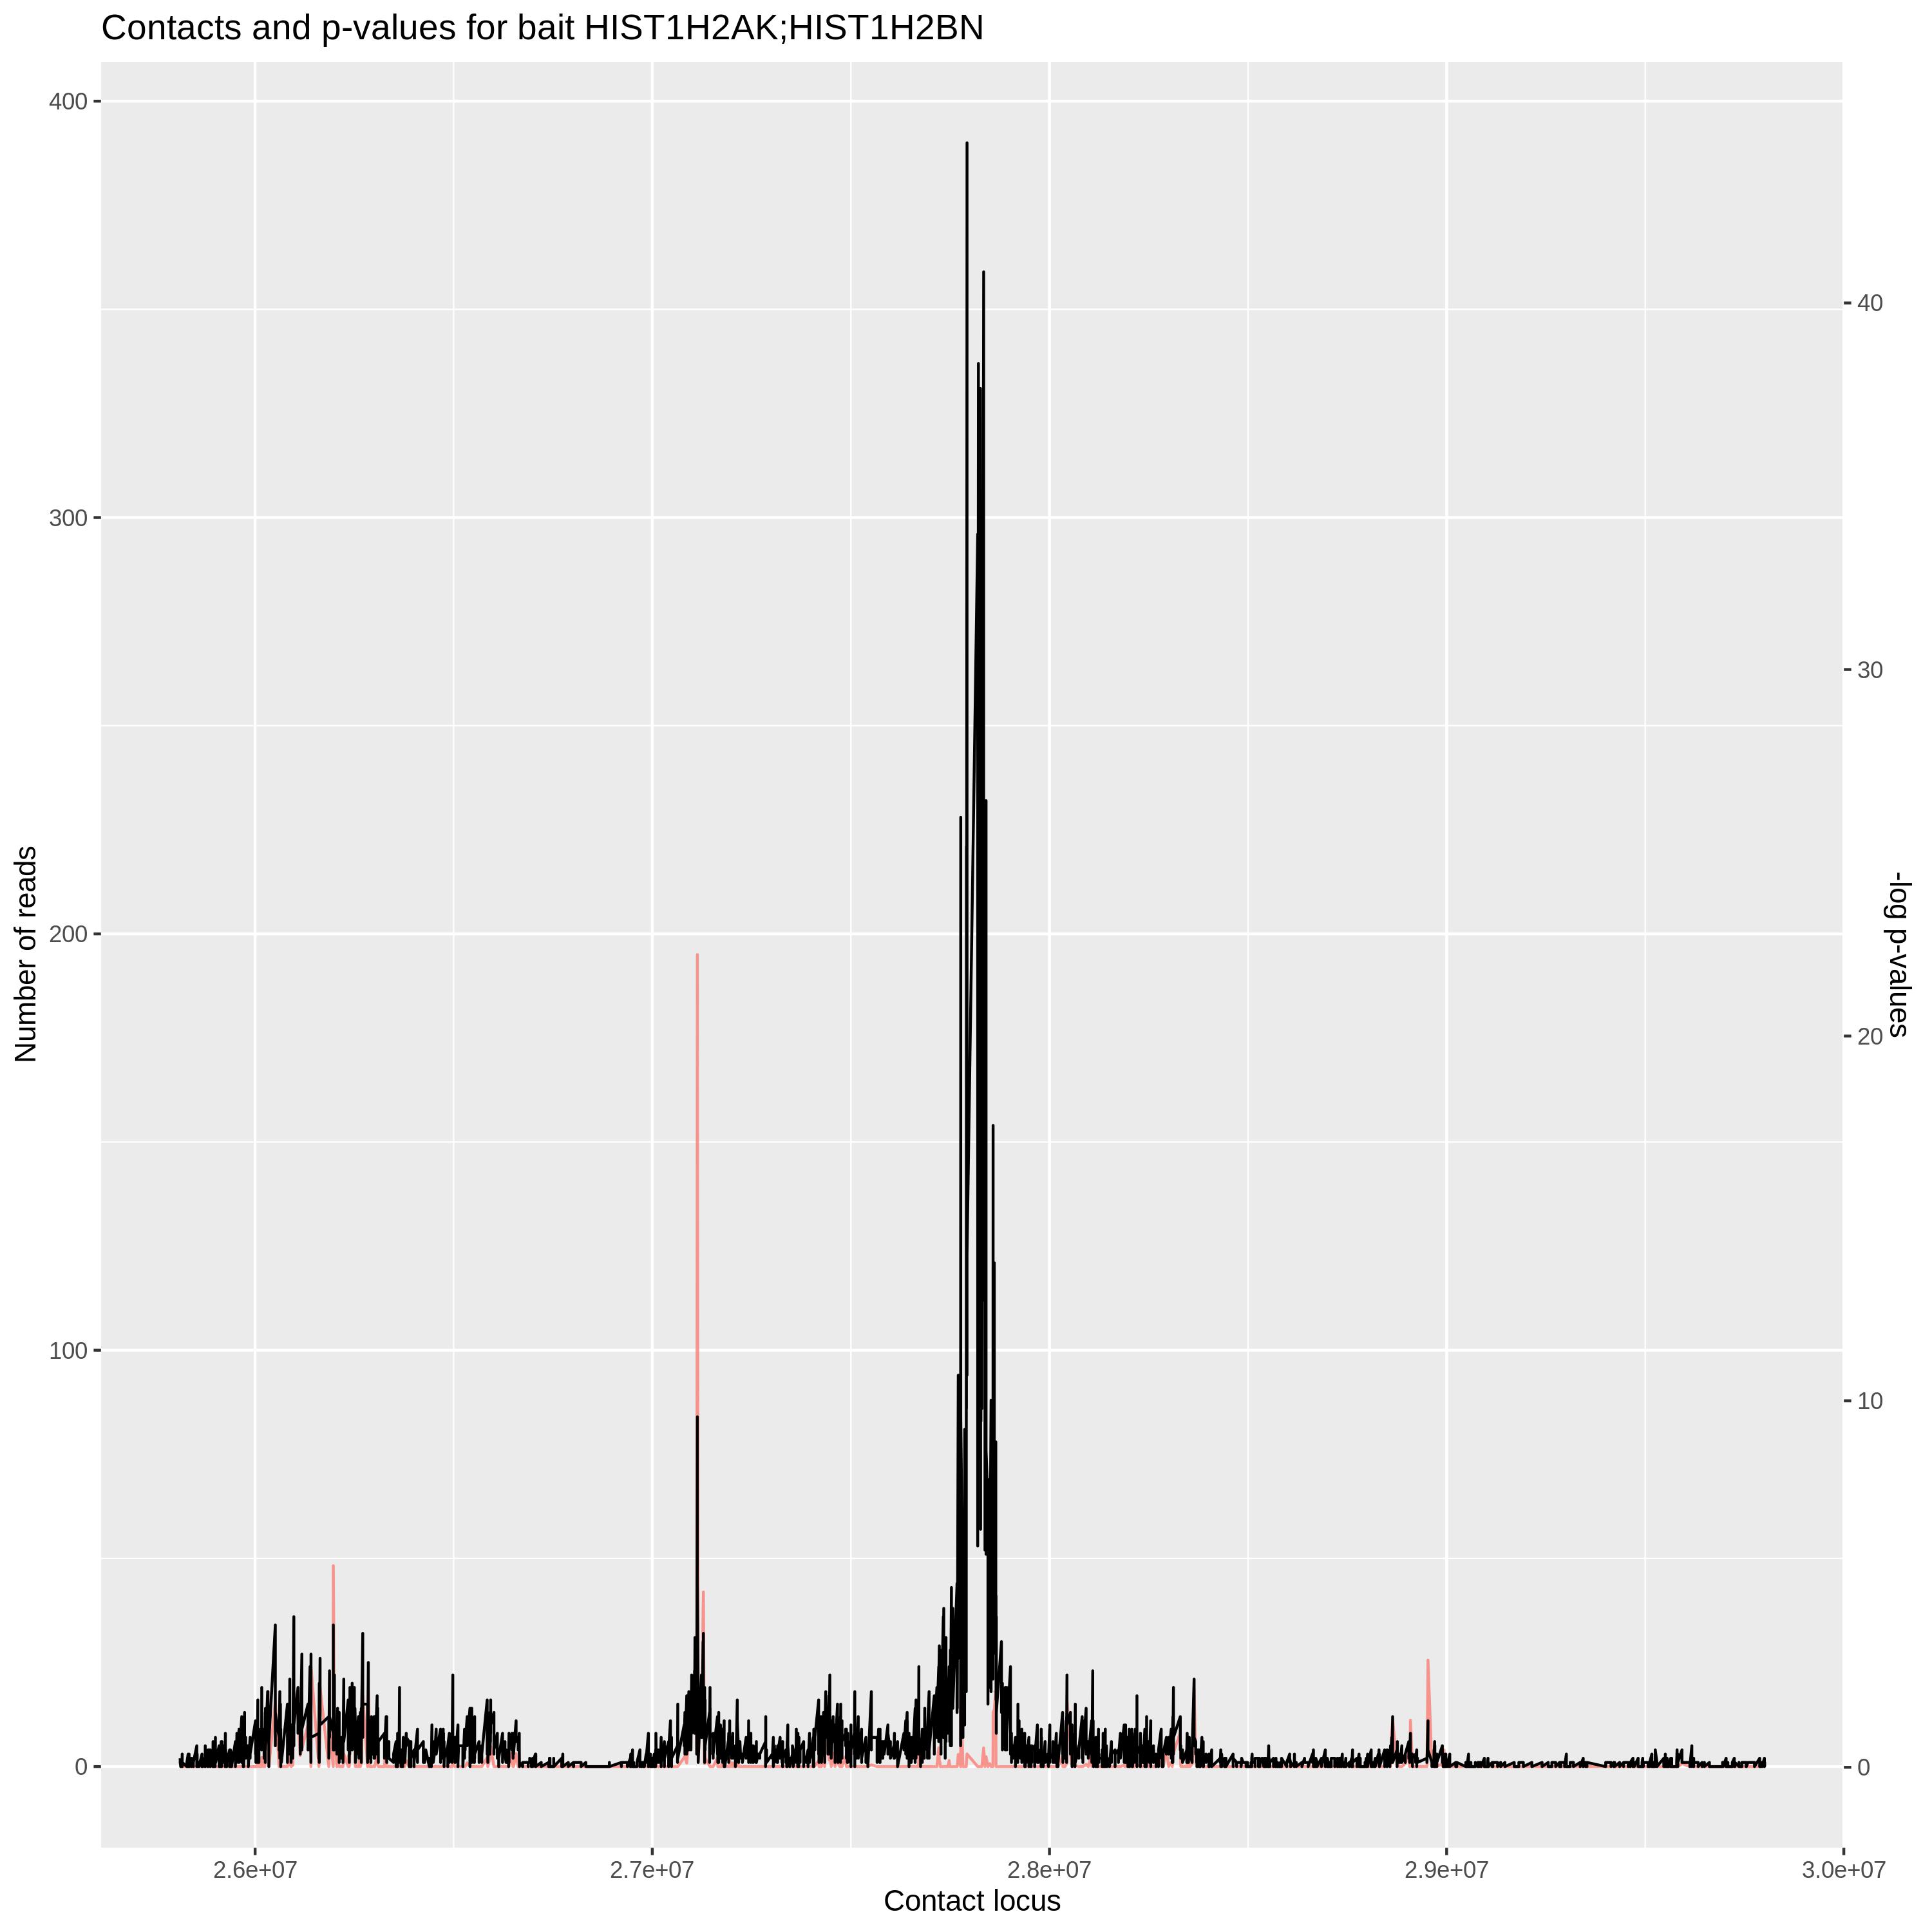 Contacts and p-values for bait HIST1H2AK;HIST1H2BN
400
300
200
100
0
Number of reads
40
30
20
10
0
-log p-values
2.6e+07
2.7e+07
2.8e+07
2.9e+07
3.0e+07
Contact locus